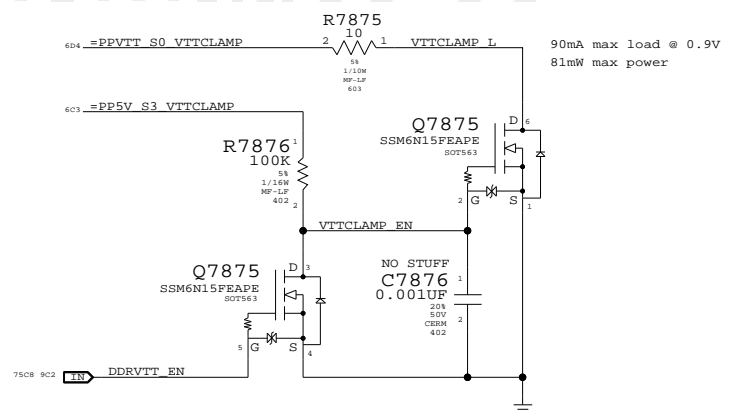 R7875
10
6D4 =PPVTT_S0_VTTCLAMP 2 1 VTTCLAMP_L 90mA max load @ 0.9V
5%
1/10W
MF-LF
603
81mW max power
6C3 =PP5V_S3_VTTCLAMP
Q7875 D 6
SSM6N15FEAPE
SOT563
R7876 1
100K
5%
1/16W
MF-LF
402
2
2 G S 1
VTTCLAMP_EN
NO STUFF
Q7875 D 3
SSM6N15FEAPE
SOT563
C7876 1
0.001UF
20%
50V
CERM
402
2
5 G S 4
75C8 9C2 IN DDRVTT_EN